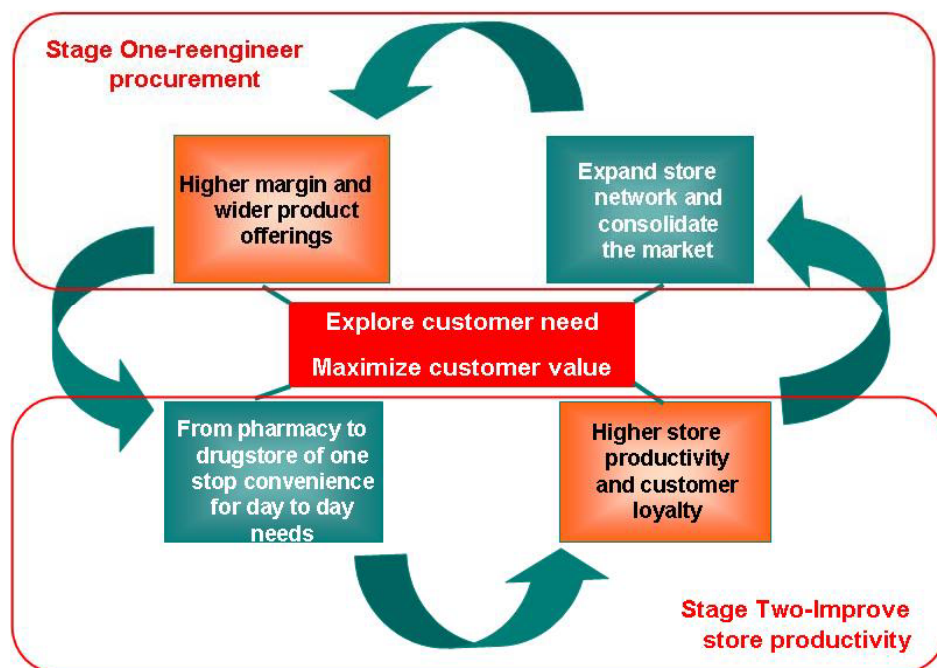 Stage One-reengineer
procurement
Higher margin and
wider product
offerings
Expand store
network and
consolidate
the market
Explore customer need
Maximize customer value
From pharmacy to
drugstore of one
stop convenience
for day to day
needs
Higher store
productivity
and customer
loyalty
Stage Two-Improve
store productivity